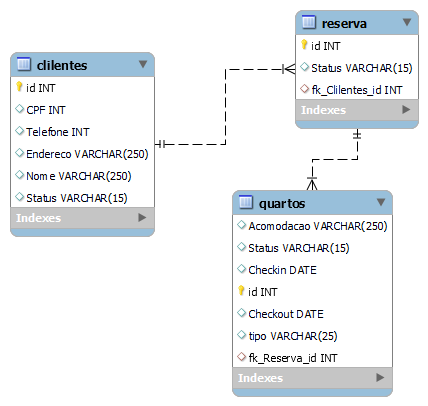 reserva
id INT
Status VARCHAR(15)
fk_Clilentes_id INT
Indexes
clilentes
id INT
CPF INT
Telefone INT
Endereco VARCHAR(250)
Nome VARCHAR(250)
Status VARCHAR(15)
Indexes
quartos
Acomodacao VARCHAR(250)
Status VARCHAR(15)
Checkin DATE
id INT
Checkout DATE
tipo VARCHAR(25)
fk_Reserva_id INT
Indexes